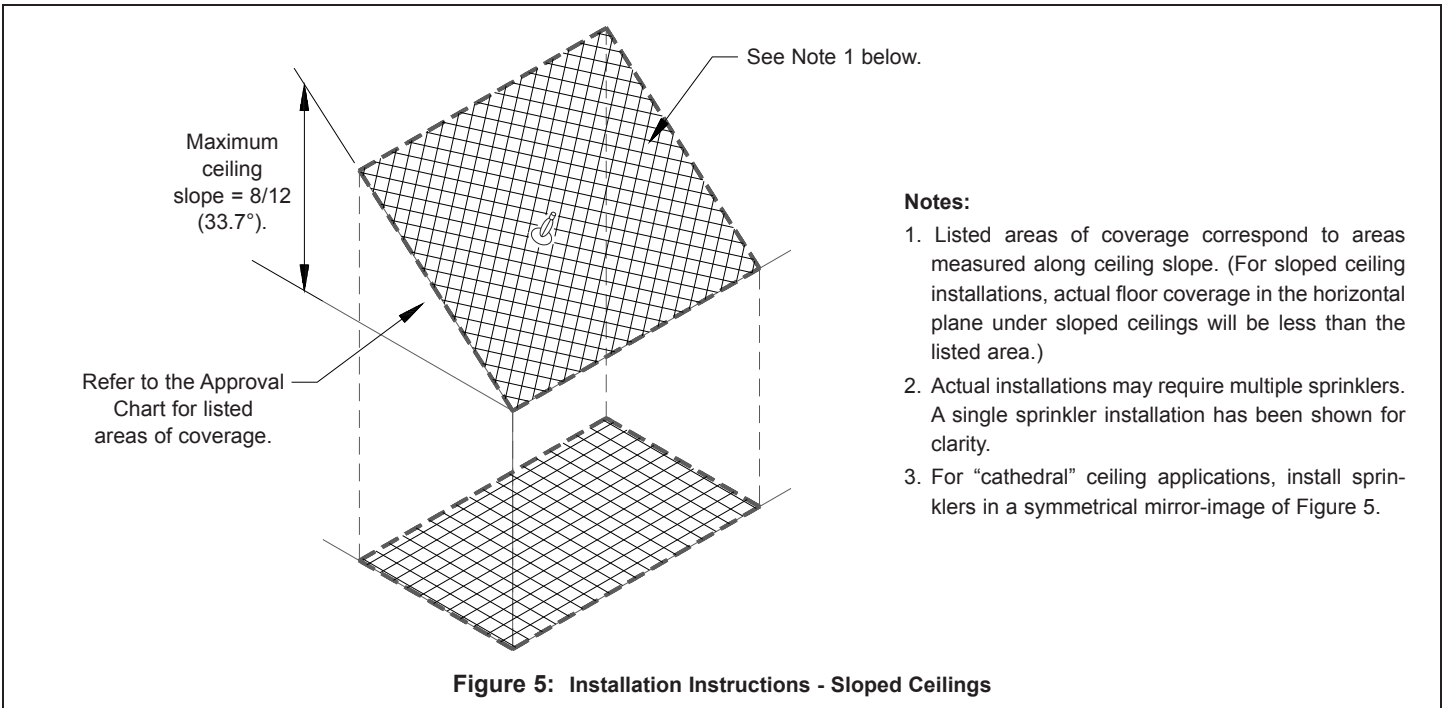 See Note 1 below.
Maximum
ceiling
slope = 8/12
(33.7°).
Refer to the Approval
Chart for listed
areas of coverage.
Notes:
1. Listed areas of coverage correspond to areas
measured along ceiling slope. (For sloped ceiling
installations, actual floor coverage in the horizontal
plane under sloped ceilings will be less than the
listed area.)
2. Actual installations may require multiple sprinklers.
A single sprinkler installation has been shown for
clarity.
3. For “cathedral” ceiling applications, install sprin-
klers in a symmetrical mirror-image of Figure 5.
Figure 5: Installation Instructions - Sloped Ceilings